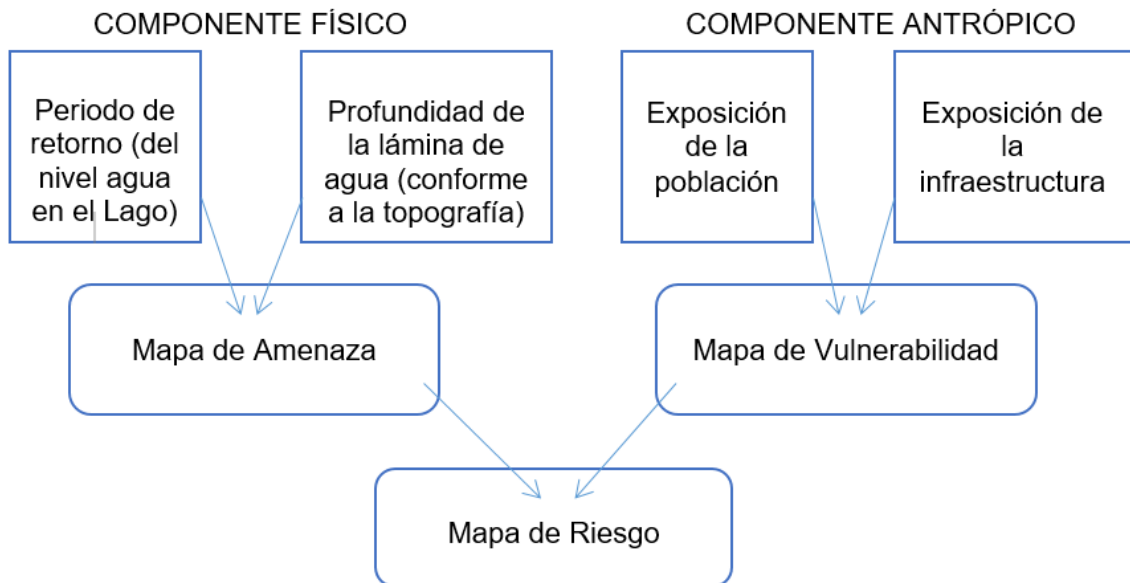 COMPONENTE FÍSICO
COMPONENTE ANTRÓPICO
Periodo de
retorno (del
nivel agua
en el Lago)
Profundidad de
la lámina de
agua (conforme
a la topografía)
Exposición
de la
población
Exposición de
la
infraestructura
Mapa de Amenaza
Mapa de Vulnerabilidad
Mapa de Riesgo